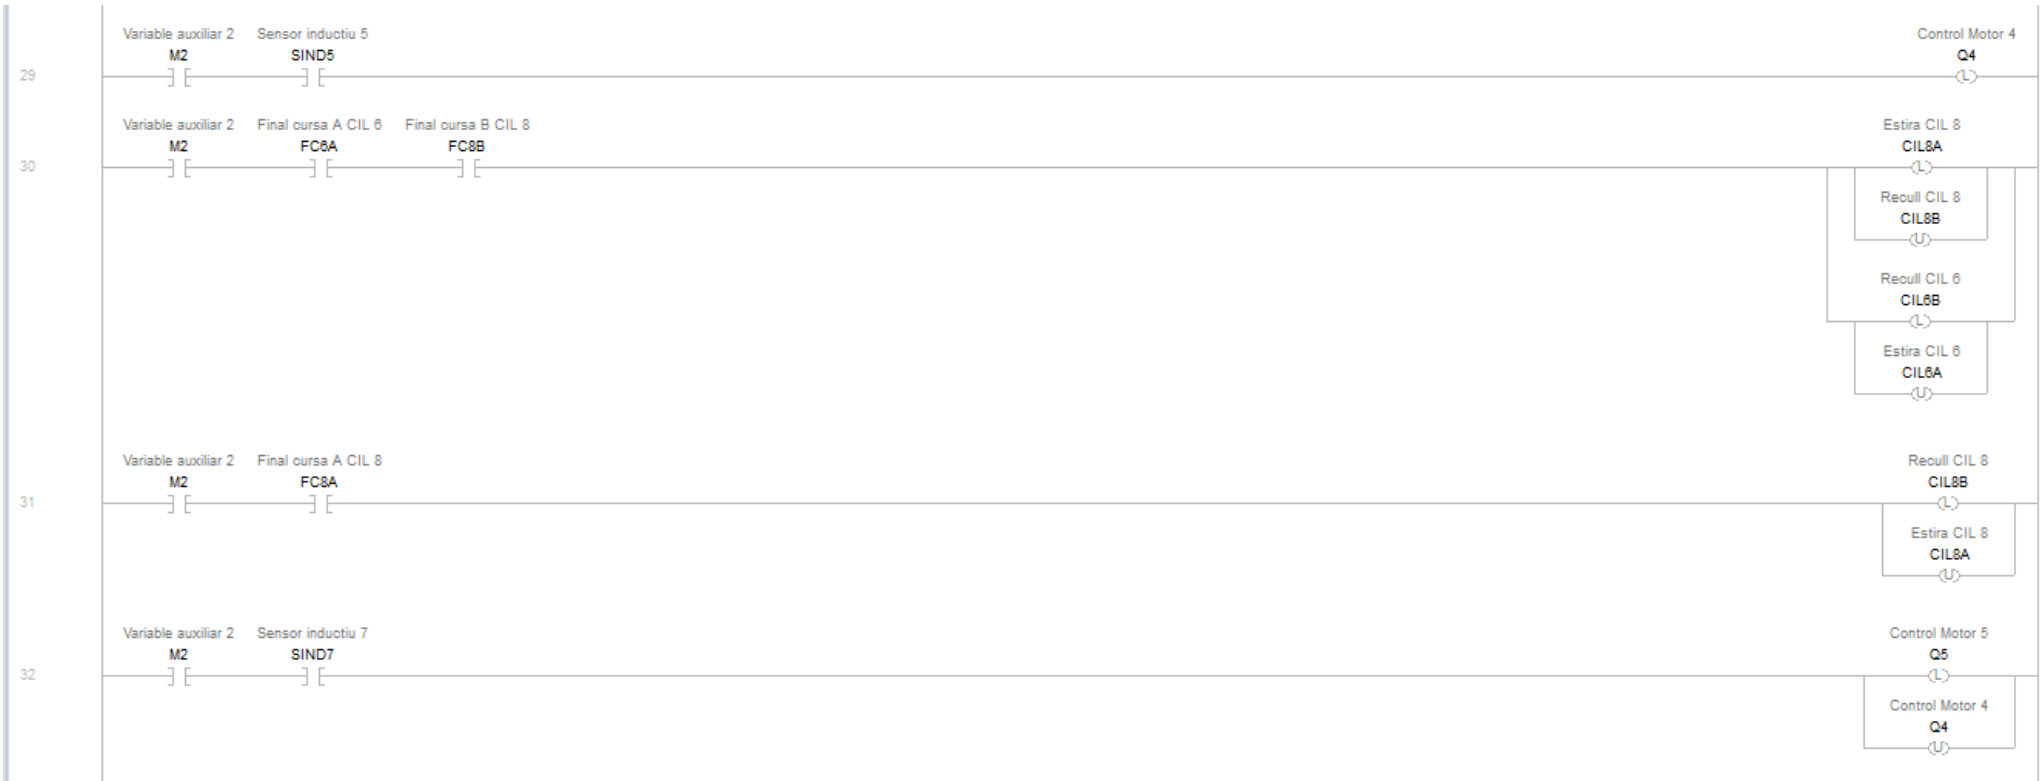 Variable auxiliar 2 Sensor inductiu 5 Control Motor 4
M2 SIND5 Q4
29 L
Variable auxiliar 2 Final cursa A CIL 6 Final cursa B CIL 8 Estira CIL 8
M2 FC6A FC8B CIL8A
30 L
Recull CIL 8
CIL8B
U
Recull CIL 6
CIL6B
L
Estira CIL 6
CIL6A
U
Variable auxiliar 2 Final cursa A CIL 8 Recull CIL 8
M2 FC8A CIL8B
31 L
Estira CIL 8
CIL8A
U
Variable auxiliar 2 Sensor inductiu 7 Control Motor 5
M2 SIND7 Q5
32 L
Control Motor 4
Q4
U